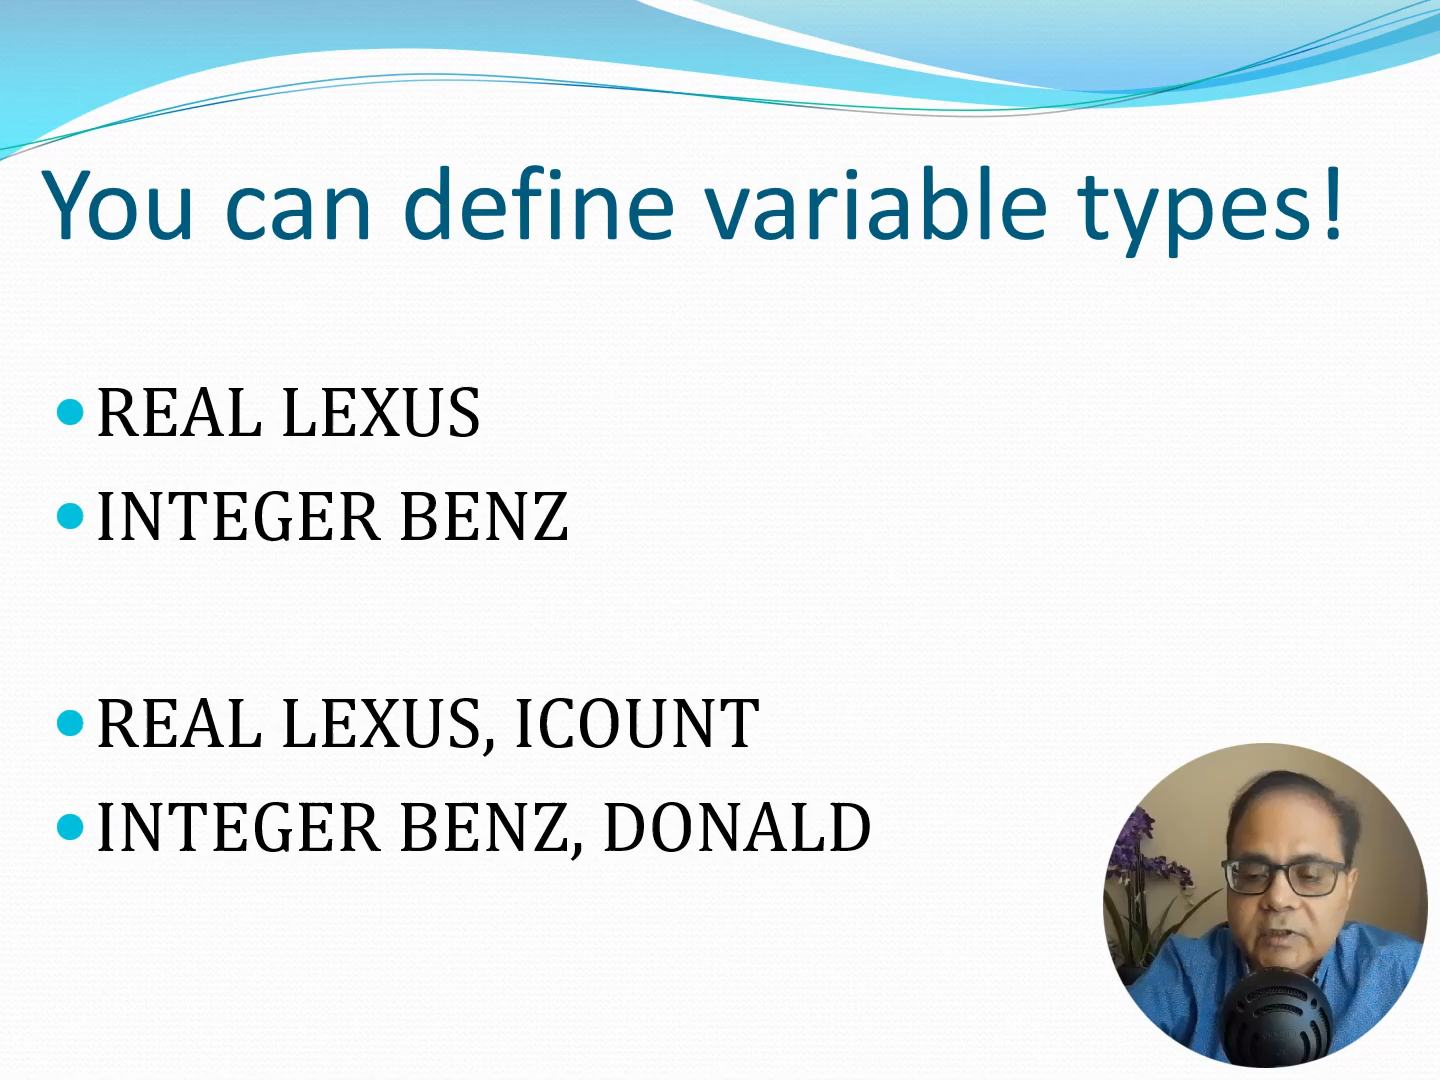 You can define variable types!
REAL LEXUS
INTEGER BENZ
REAL LEXUS, ICOUNT
INTEGER BENZ, DONALD